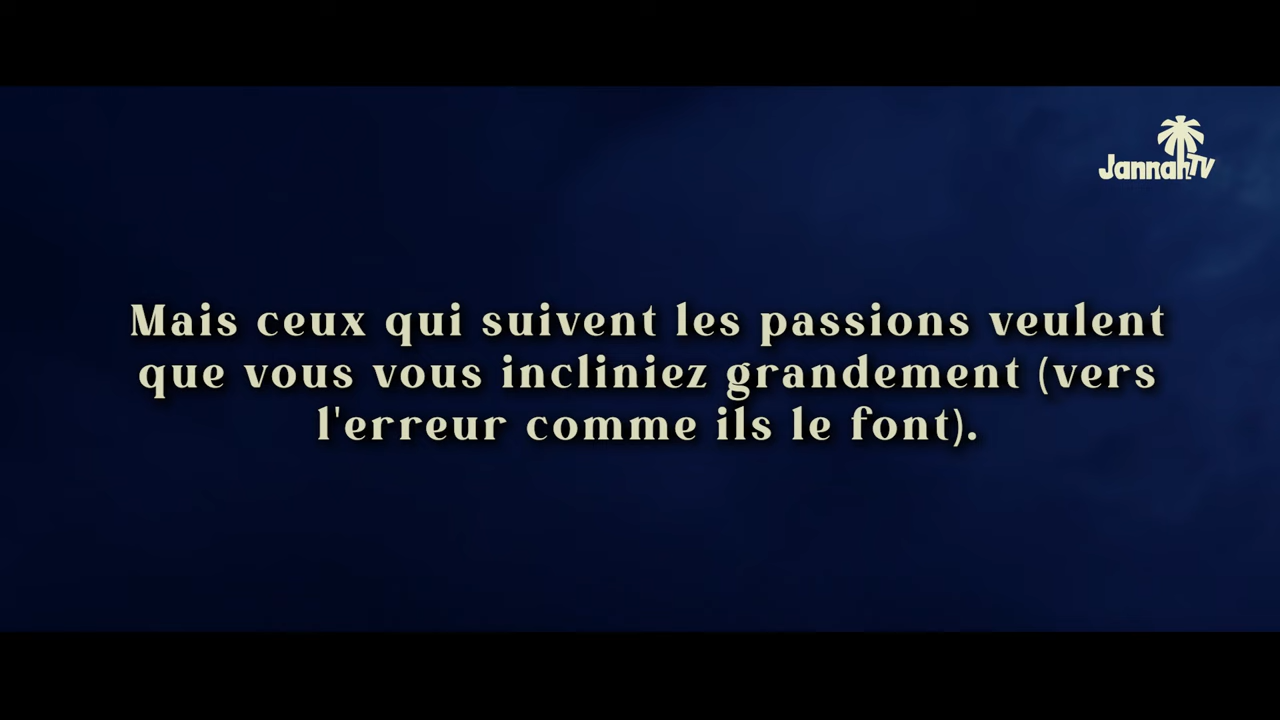 JannahTV
Mais ceux qui suivent les passions veulent
que vous vous incliniez grandement (vers
l'erreur comme ils le font).